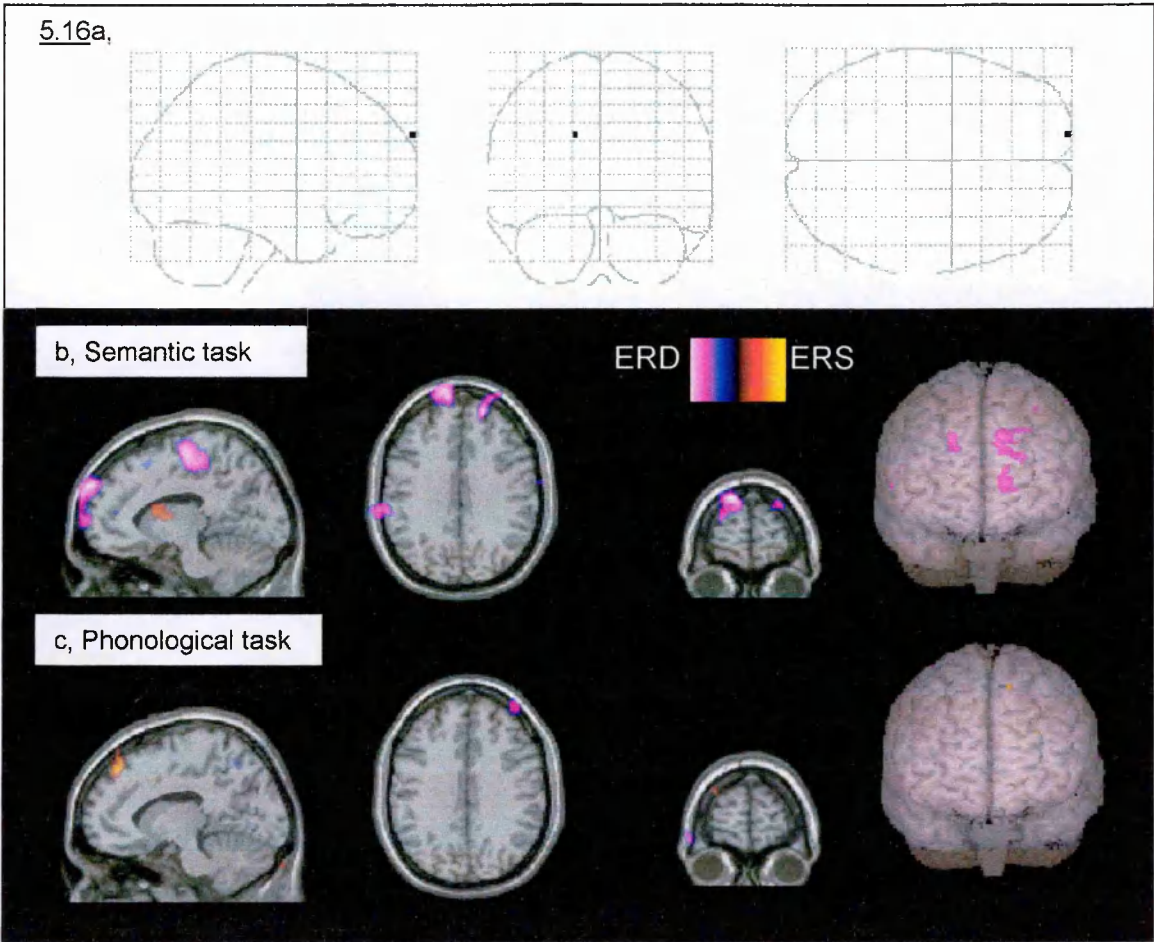 5.16a,
b, Semantic task
ERD ERS
c, Phonological task